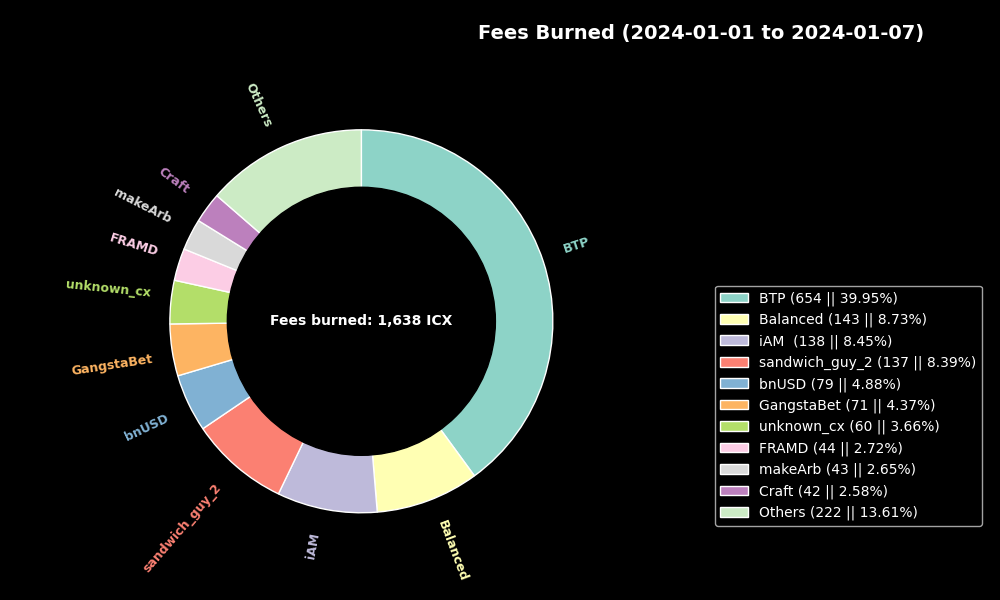 Fees Burned (2024-01-01 to 2024-01-07)
Others
Craft
makeArb
FRAMD
unknown_cx
GangstaBet
bnUSD
sandwich_guy_2
iAM
Balanced
BTP
Fees burned: 1,638 ICX
BTP (654 || 39.95%)
Balanced (143 || 8.73%)
iAM  (138 || 8.45%)
sandwich_guy_2 (137 || 8.39%)
bnUSD (79 || 4.88%)
GangstaBet (71 || 4.37%)
unknown_cx (60 || 3.66%)
FRAMD (44 || 2.72%)
makeArb (43 || 2.65%)
Craft (42 || 2.58%)
Others (222 || 13.61%)